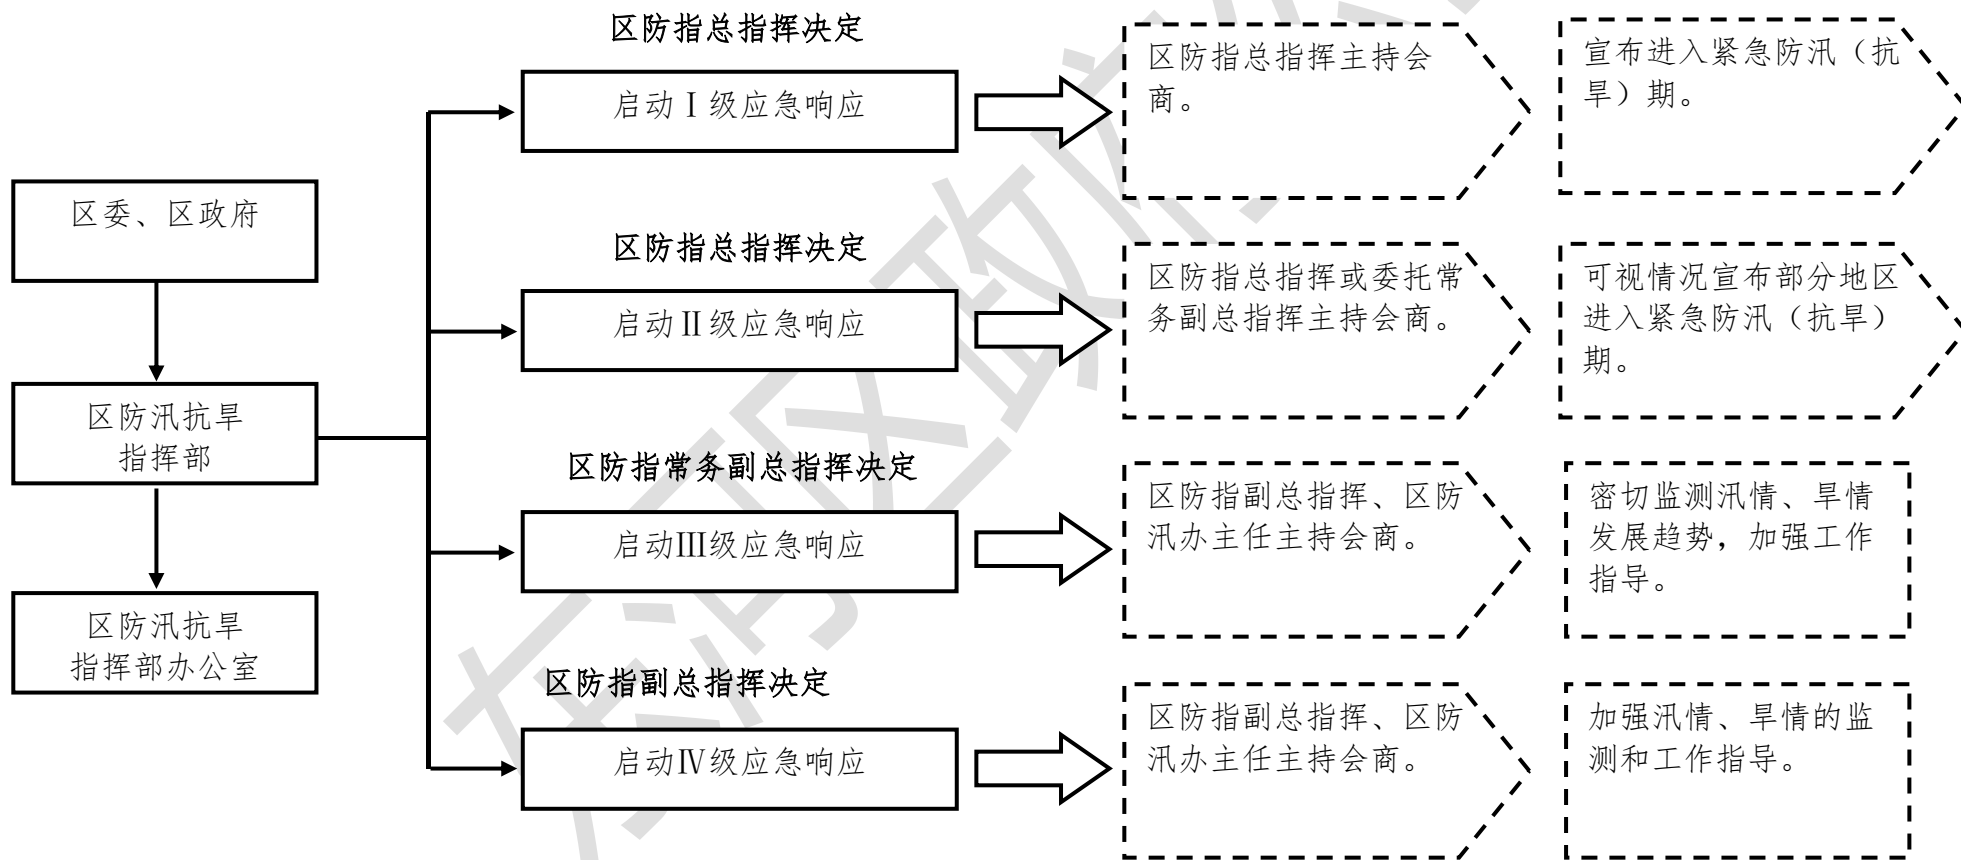 区委、区政府
区防汛抗旱
指挥部
区防汛抗旱
指挥部办公室
区防指总指挥决定
启动Ⅰ级应急响应
区防指总指挥主持会
商。
宣布进入紧急防汛（抗
旱）期。
区防指总指挥决定
启动Ⅱ级应急响应
区防指总指挥或委托常
务副总指挥主持会商。
可视情况宣布部分地区
进入紧急防汛（抗旱）
期。
区防指常务副总指挥决定
启动Ⅲ级应急响应
区防指副总指挥、区防
汛办主任主持会商。
密切监测汛情、旱情
发展趋势，加强工作
指导。
区防指副总指挥决定
启动Ⅳ级应急响应
区防指副总指挥、区防
汛办主任主持会商。
加强汛情、旱情的监
测和工作指导。
东河区政府